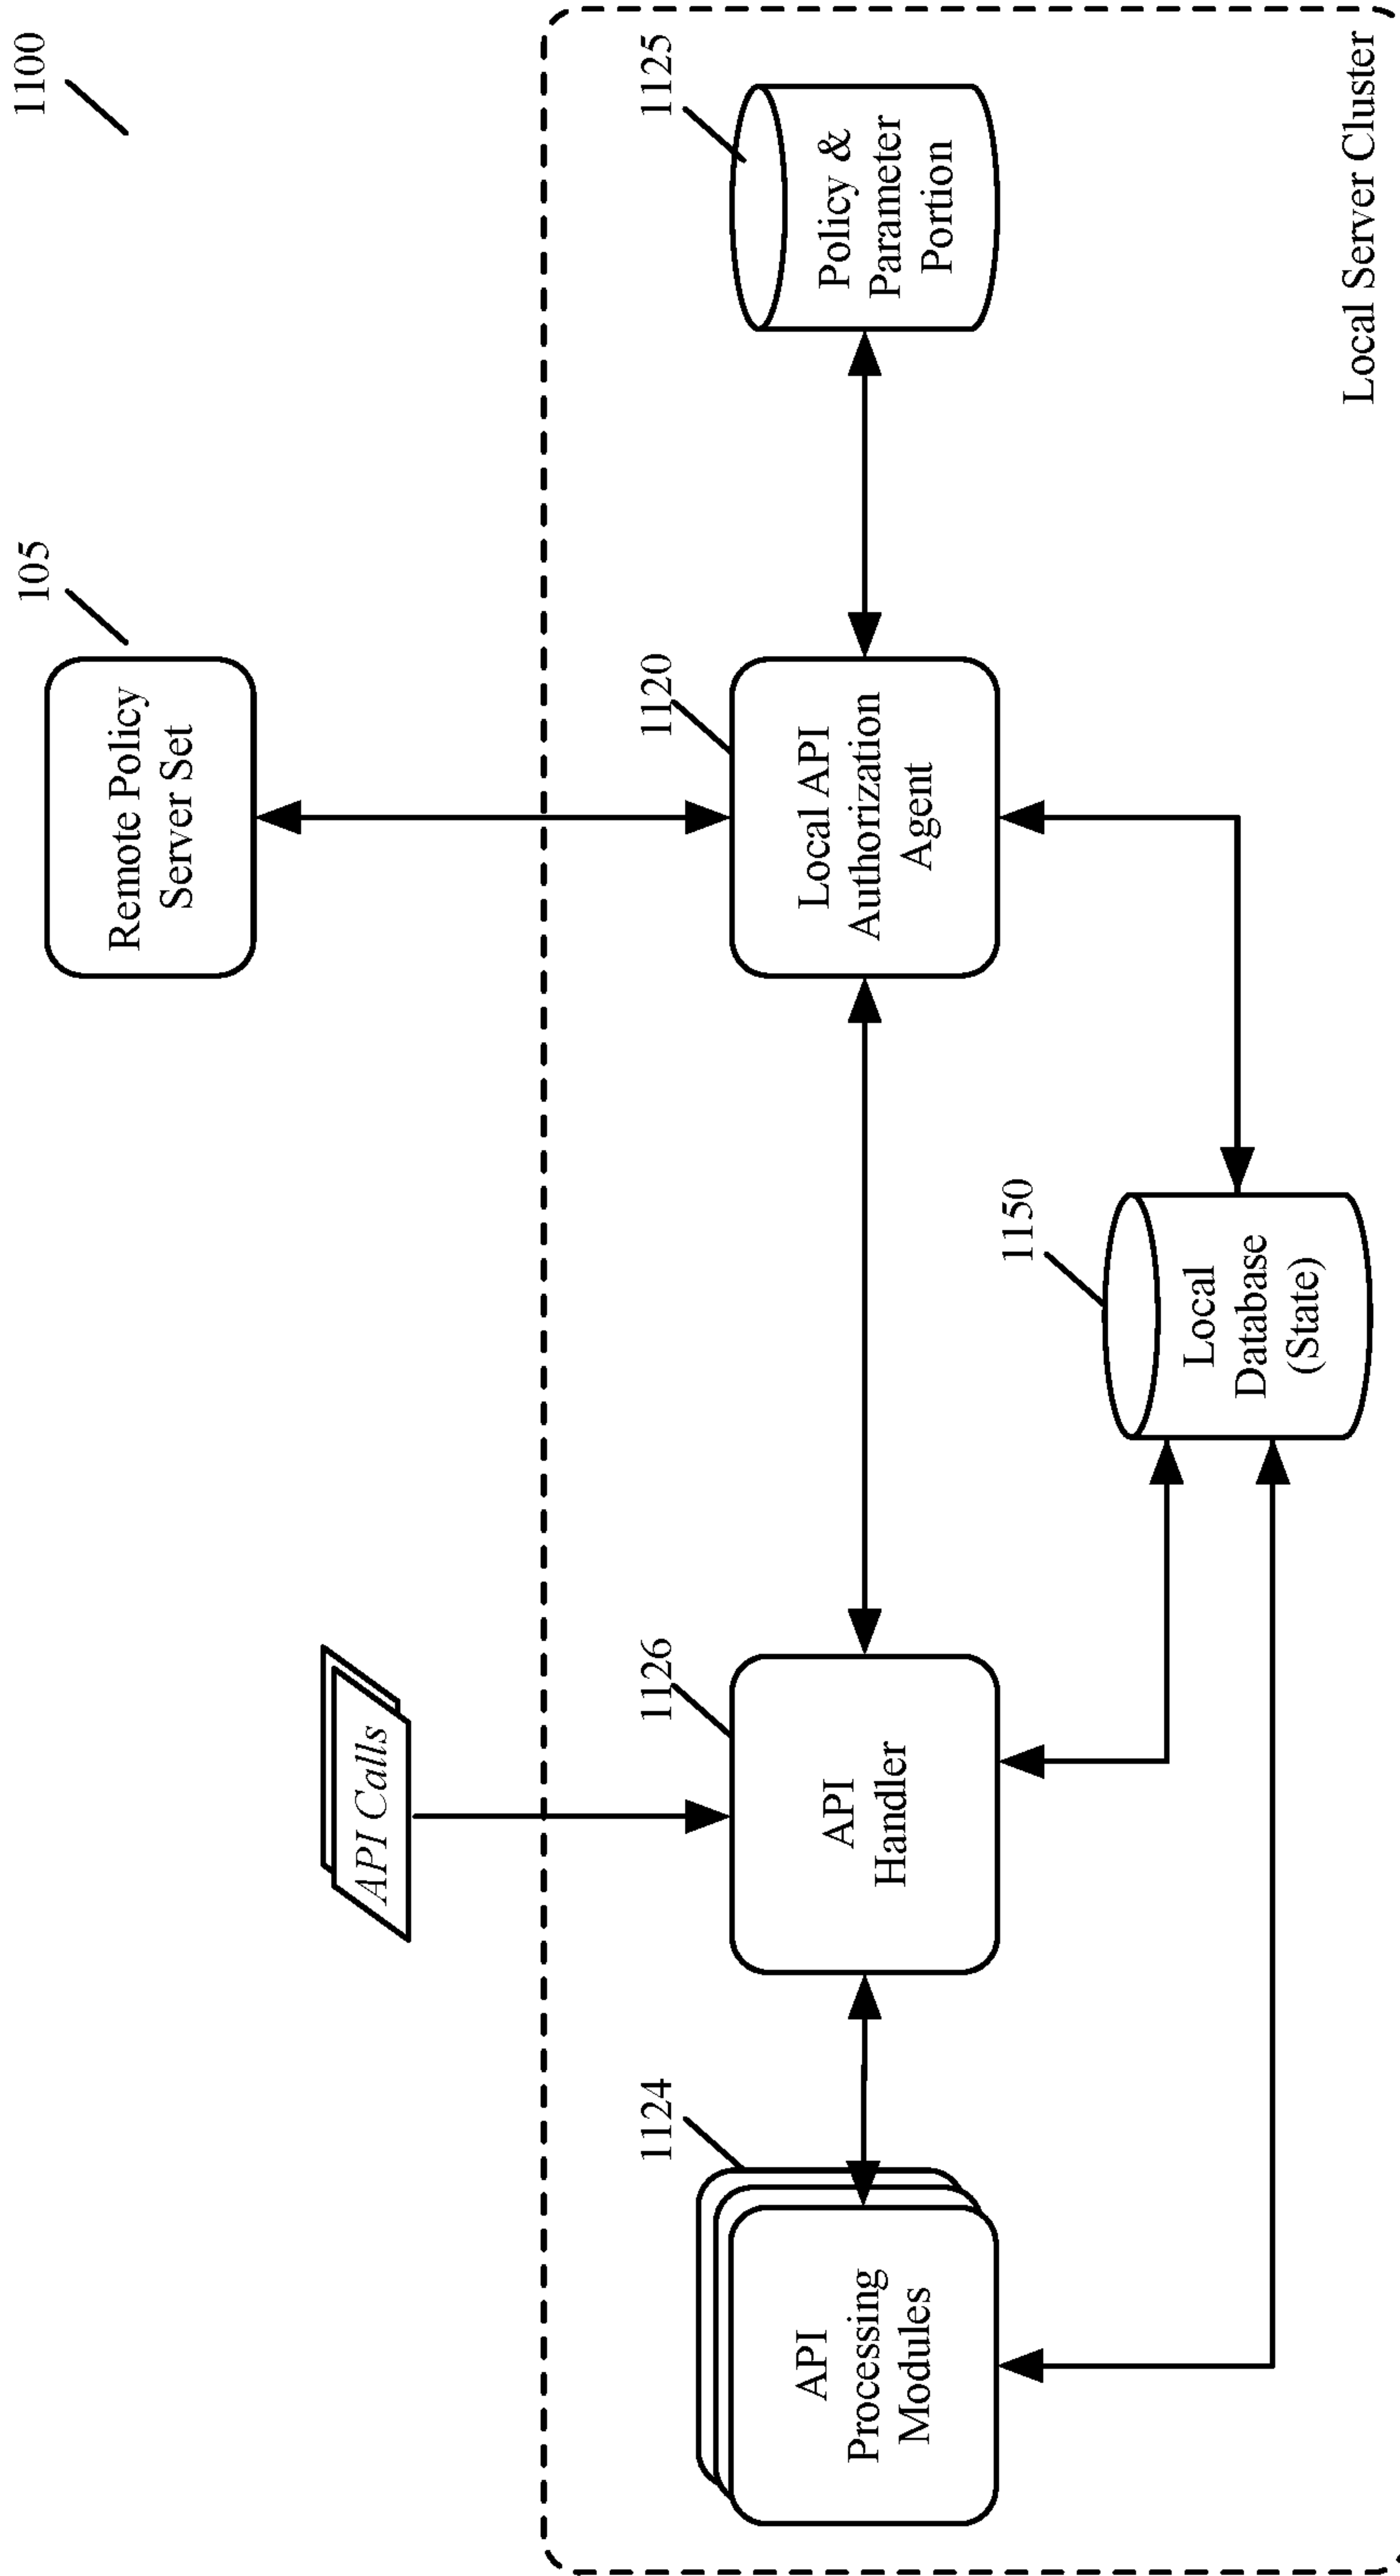 1100
105
Remote Policy
Server Set
API Calls
1124
API
Processing
Modules
1126
API
Handler
1120
Local API
Authorization
Agent
1125
Policy &
Parameter
Portion
1150
Local
Database
(State)
Local Server Cluster